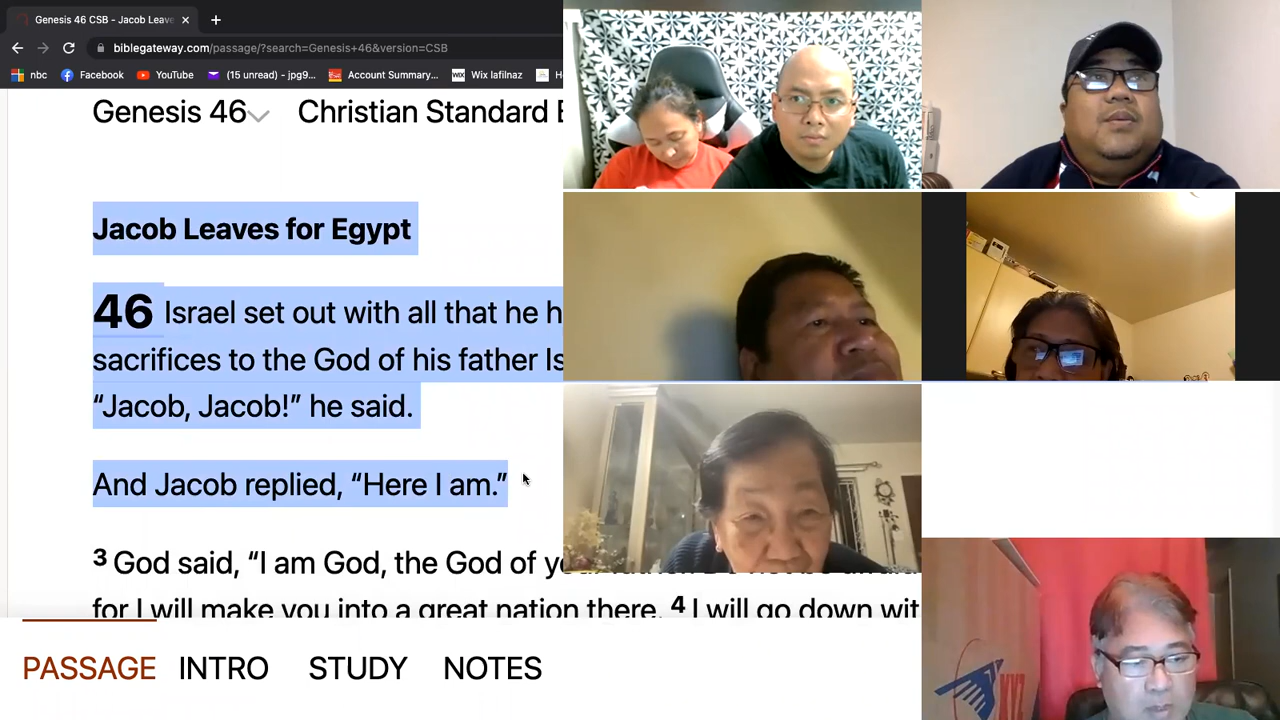 Genesis 46 CSB - Jacob Leave
biblegateway.com/passage/?search=Genesis+46&version=CSB
nbc Facebook YouTube (15 unread) - jpg9... Account Summary... Wix lafilnaz
Genesis 46 Christian Standard
Jacob Leaves for Egypt
46 Israel set out with all that he h
sacrifices to the God of his father Is
“Jacob, Jacob!” he said.
And Jacob replied, “Here I am.”
3 God said, “I am God, the God of
for I will make you into a great nation there. 4 I will go down wit
PASSAGE INTRO STUDY NOTES
XYZ